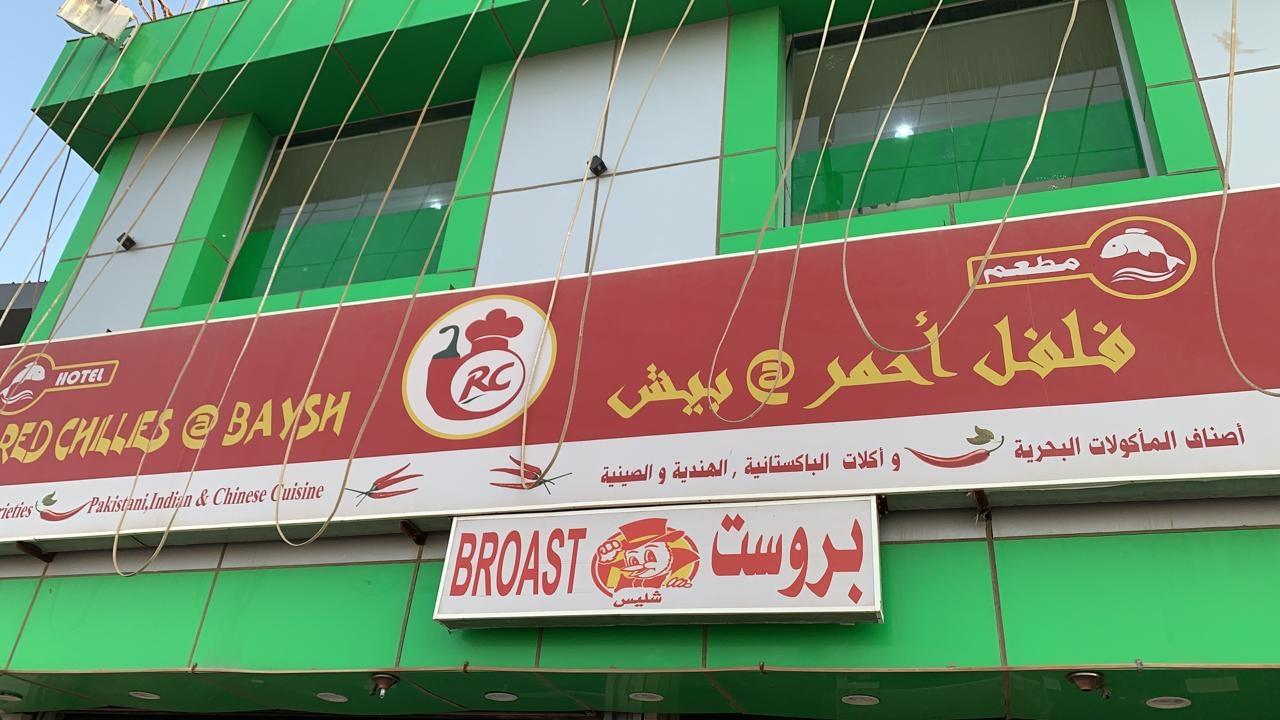 HOTEL
RED CHILLIES @ BAYSH
Pakistani,Indian & Chinese Cuisine
RC
مطعم
فلفل أحمر @ بيش
أصناف المأكولات البحرية و أكلات الباكستانية , الهندية و الصينية
BROAST
شليس
بروست